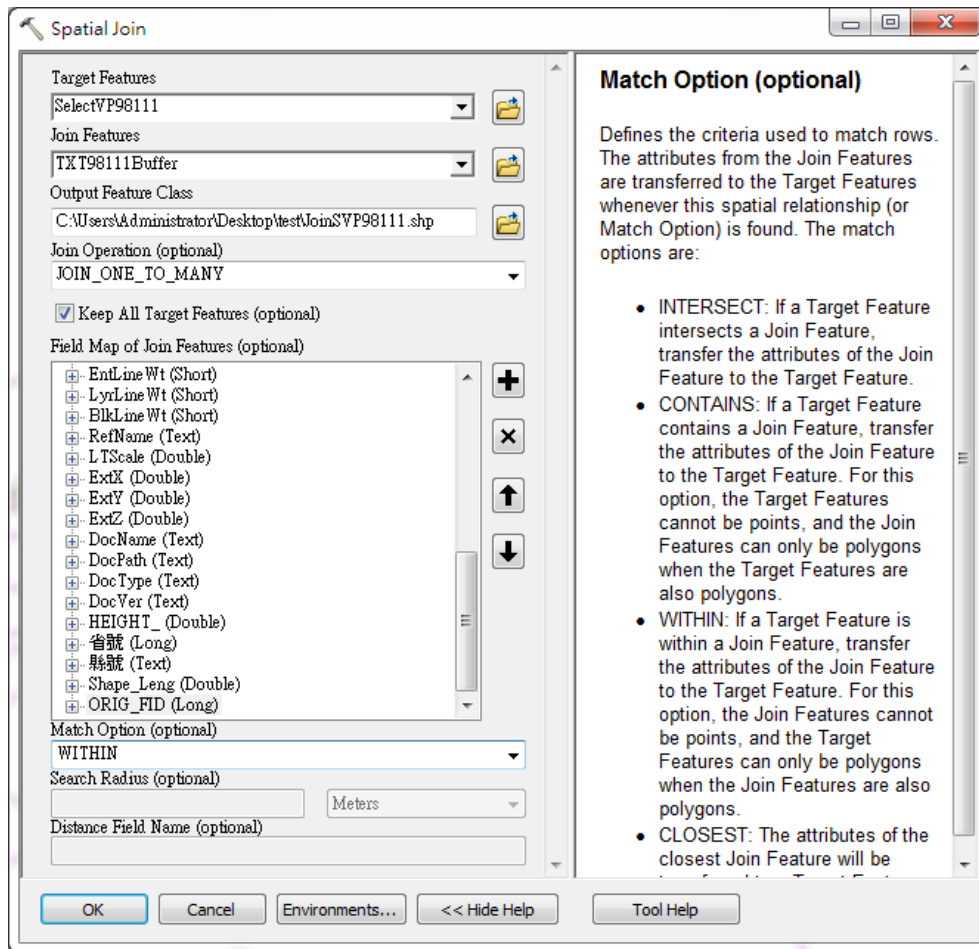 Spatial Join
Target Features
SelectVP98111
Join Features
TXT98111Buffer
Output Feature Class
C:\Users\Administrator\Desktop\test\JoinSVP98111.shp
Join Operation (optional)
JOIN_ONE_TO_MANY
Keep All Target Features (optional)
Field Map of Join Features (optional)
EntLineWt (Short)
LyrLineWt (Short)
BlkLineWt (Short)
RefName (Text)
LTScale (Double)
ExtX (Double)
ExtY (Double)
ExtZ (Double)
DocName (Text)
DocPath (Text)
DocType (Text)
DocVer (Text)
HEIGHT_ (Double)
省號 (Long)
縣號 (Text)
Shape_Leng (Double)
ORIG_FID (Long)
Match Option (optional)
WITHIN
Search Radius (optional)
Meters
Distance Field Name (optional)
Match Option (optional)
Defines the criteria used to match rows.
The attributes from the Join Features
are transferred to the Target Features
whenever this spatial relationship (or
Match Option) is found. The match
options are:
INTERSECT: If a Target Feature
intersects a Join Feature,
transfer the attributes of the Join
Feature to the Target Feature.
CONTAINS: If a Target Feature
contains a Join Feature, transfer
the attributes of the Join Feature
to the Target Feature. For this
option, the Target Features
cannot be points, and the Join
Features can only be polygons
when the Target Features are
also polygons.
WITHIN: If a Target Feature is
within a Join Feature, transfer
the attributes of the Join Feature
to the Target Feature. For this
option, the Join Features cannot
be points, and the Target
Features can only be polygons
when the Join Features are also
polygons.
CLOSEST: The attributes of the
closest Join Feature will be
OK
Cancel
Environments...
<< Hide Help
Tool Help